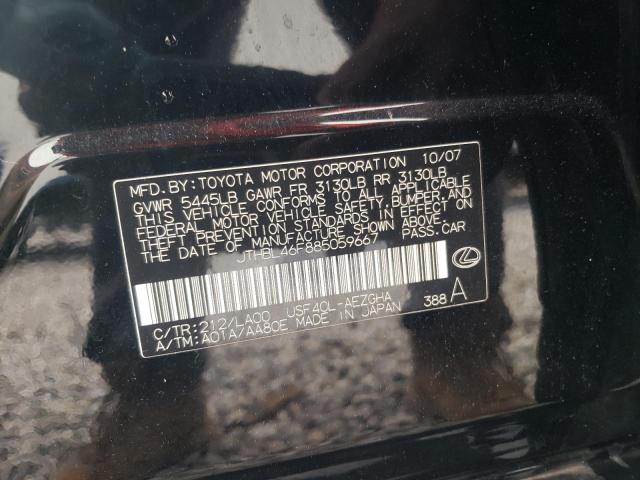 MFD. BY: TOYOTA MOTOR CORPORATION 10/07
GVWR 5445LB GAWR FR 3130LB RR 3130LB
THIS VEHICLE CONFORMS TO ALL APPLICABLE
FEDERAL MOTOR VEHICLE SAFETY, BUMPER, AND
THEFT PREVENTION STANDARDS IN EFFECT ON
THE DATE OF MANUFACTURE SHOWN ABOVE.
JTHBL46F885059667 PASS. CAR
C/TR: 212/LA00 USF40L-AEZGHA
A/TM: A01A/AA80E MADE IN JAPAN 388 A